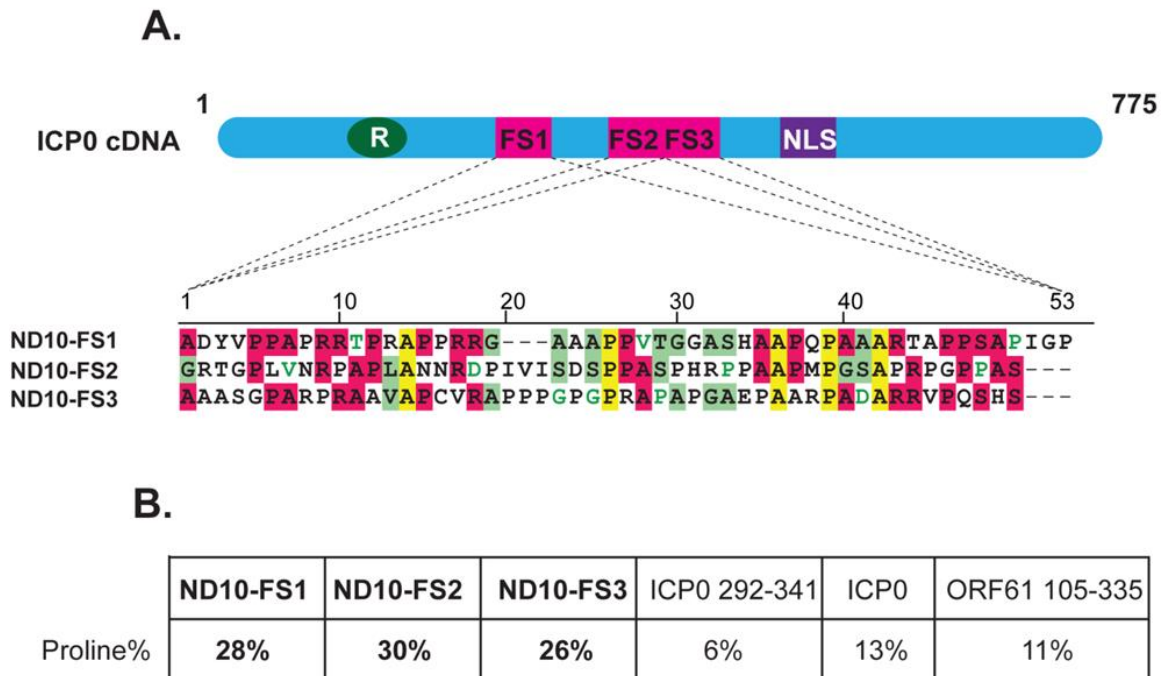 A.
1 775
ICP0 cDNA R FS1 FS2 FS3 NLS
1 10 20 30 40 53
ND10-FS1 ADYVPPAPRRTPRAPPRRG---AAAPPVTGGASHAAPQPAAARTAPPSAPIGP
ND10-FS2 GRTGPLVNRPAPLANNRDPIVISDSPPASPHRPPAAPMPGSAPRPGPPAS---
ND10-FS3 AAASGPARPRAAVAPCVRAPPPGPGPRAPAPGAEPAARPADARRVPQSHS---
B.
ND10-FS1 ND10-FS2 ND10-FS3 ICP0 292-341 ICP0 ORF61 105-335
Proline% 28% 30% 26% 6% 13% 11%